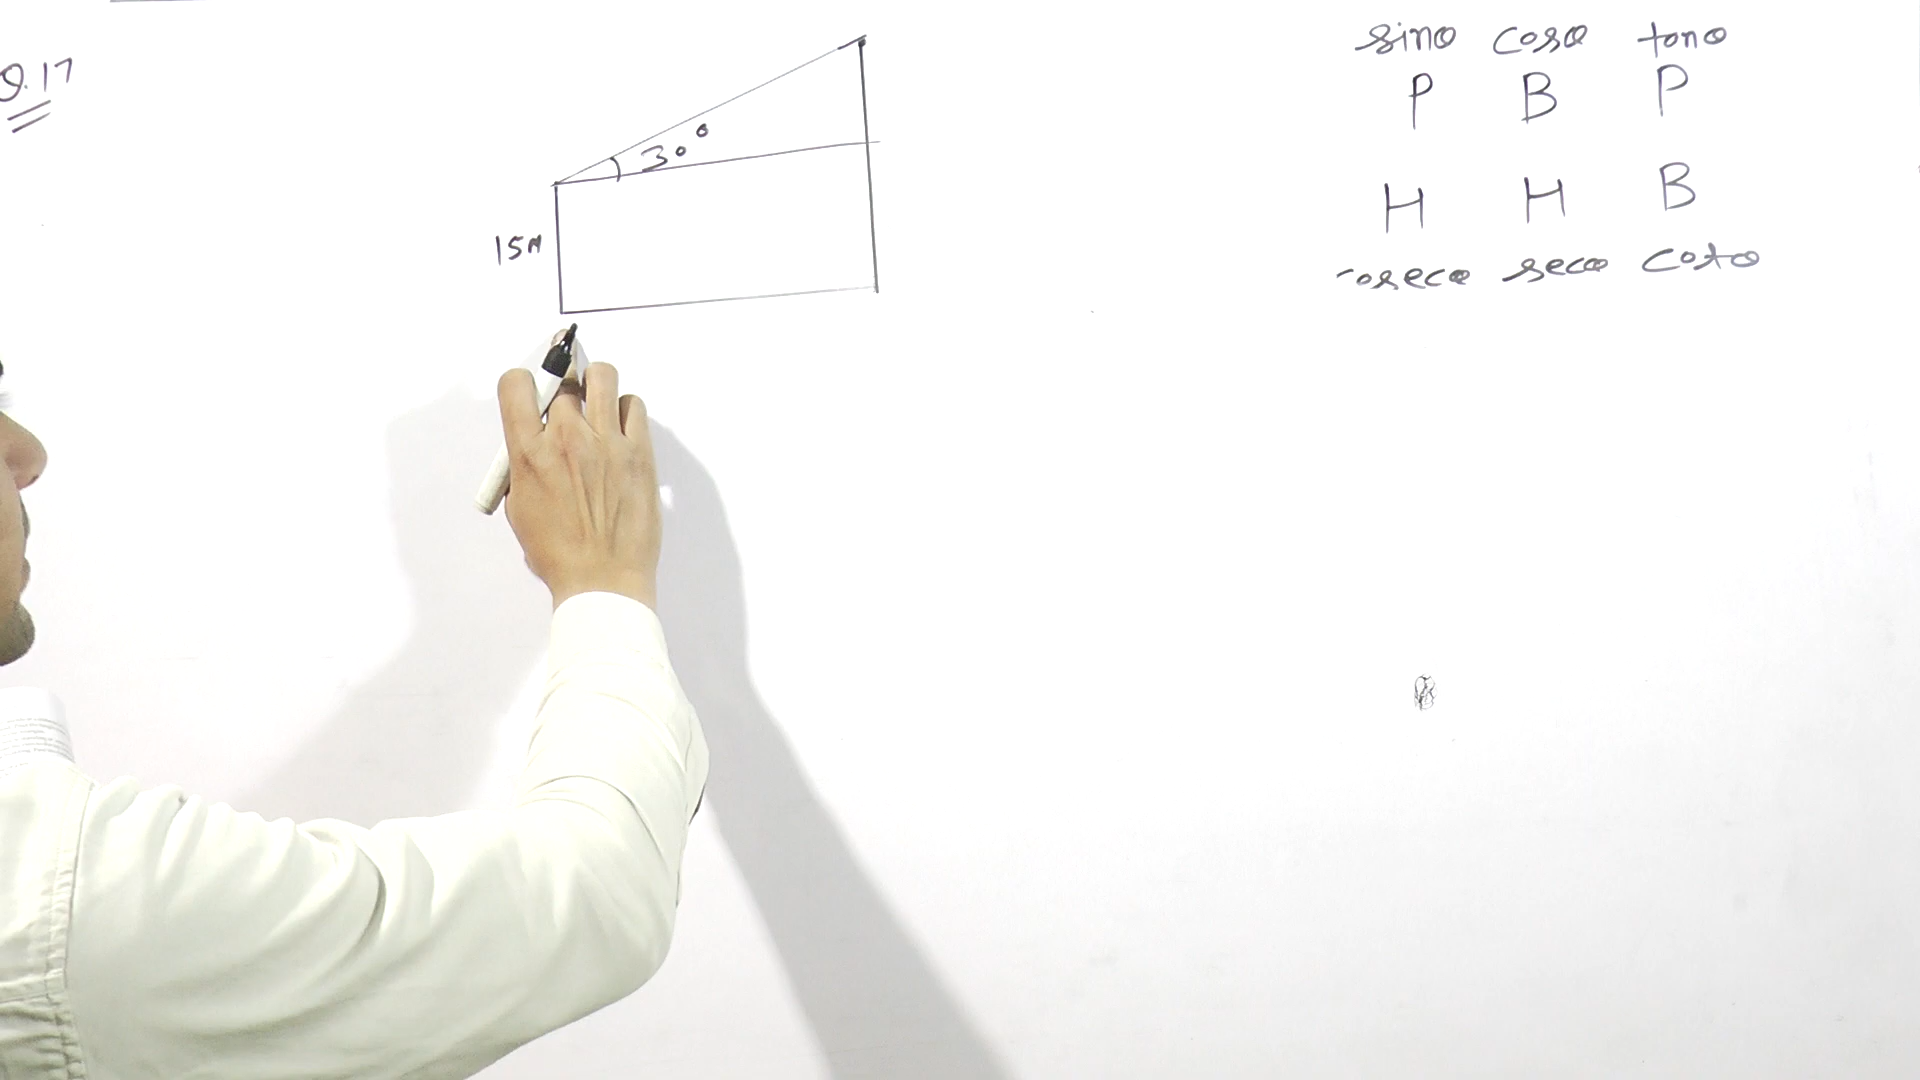 Q.17
sinθ cosθ tanθ
P B P
H H B
cosecθ secθ cotθ
30°
15M